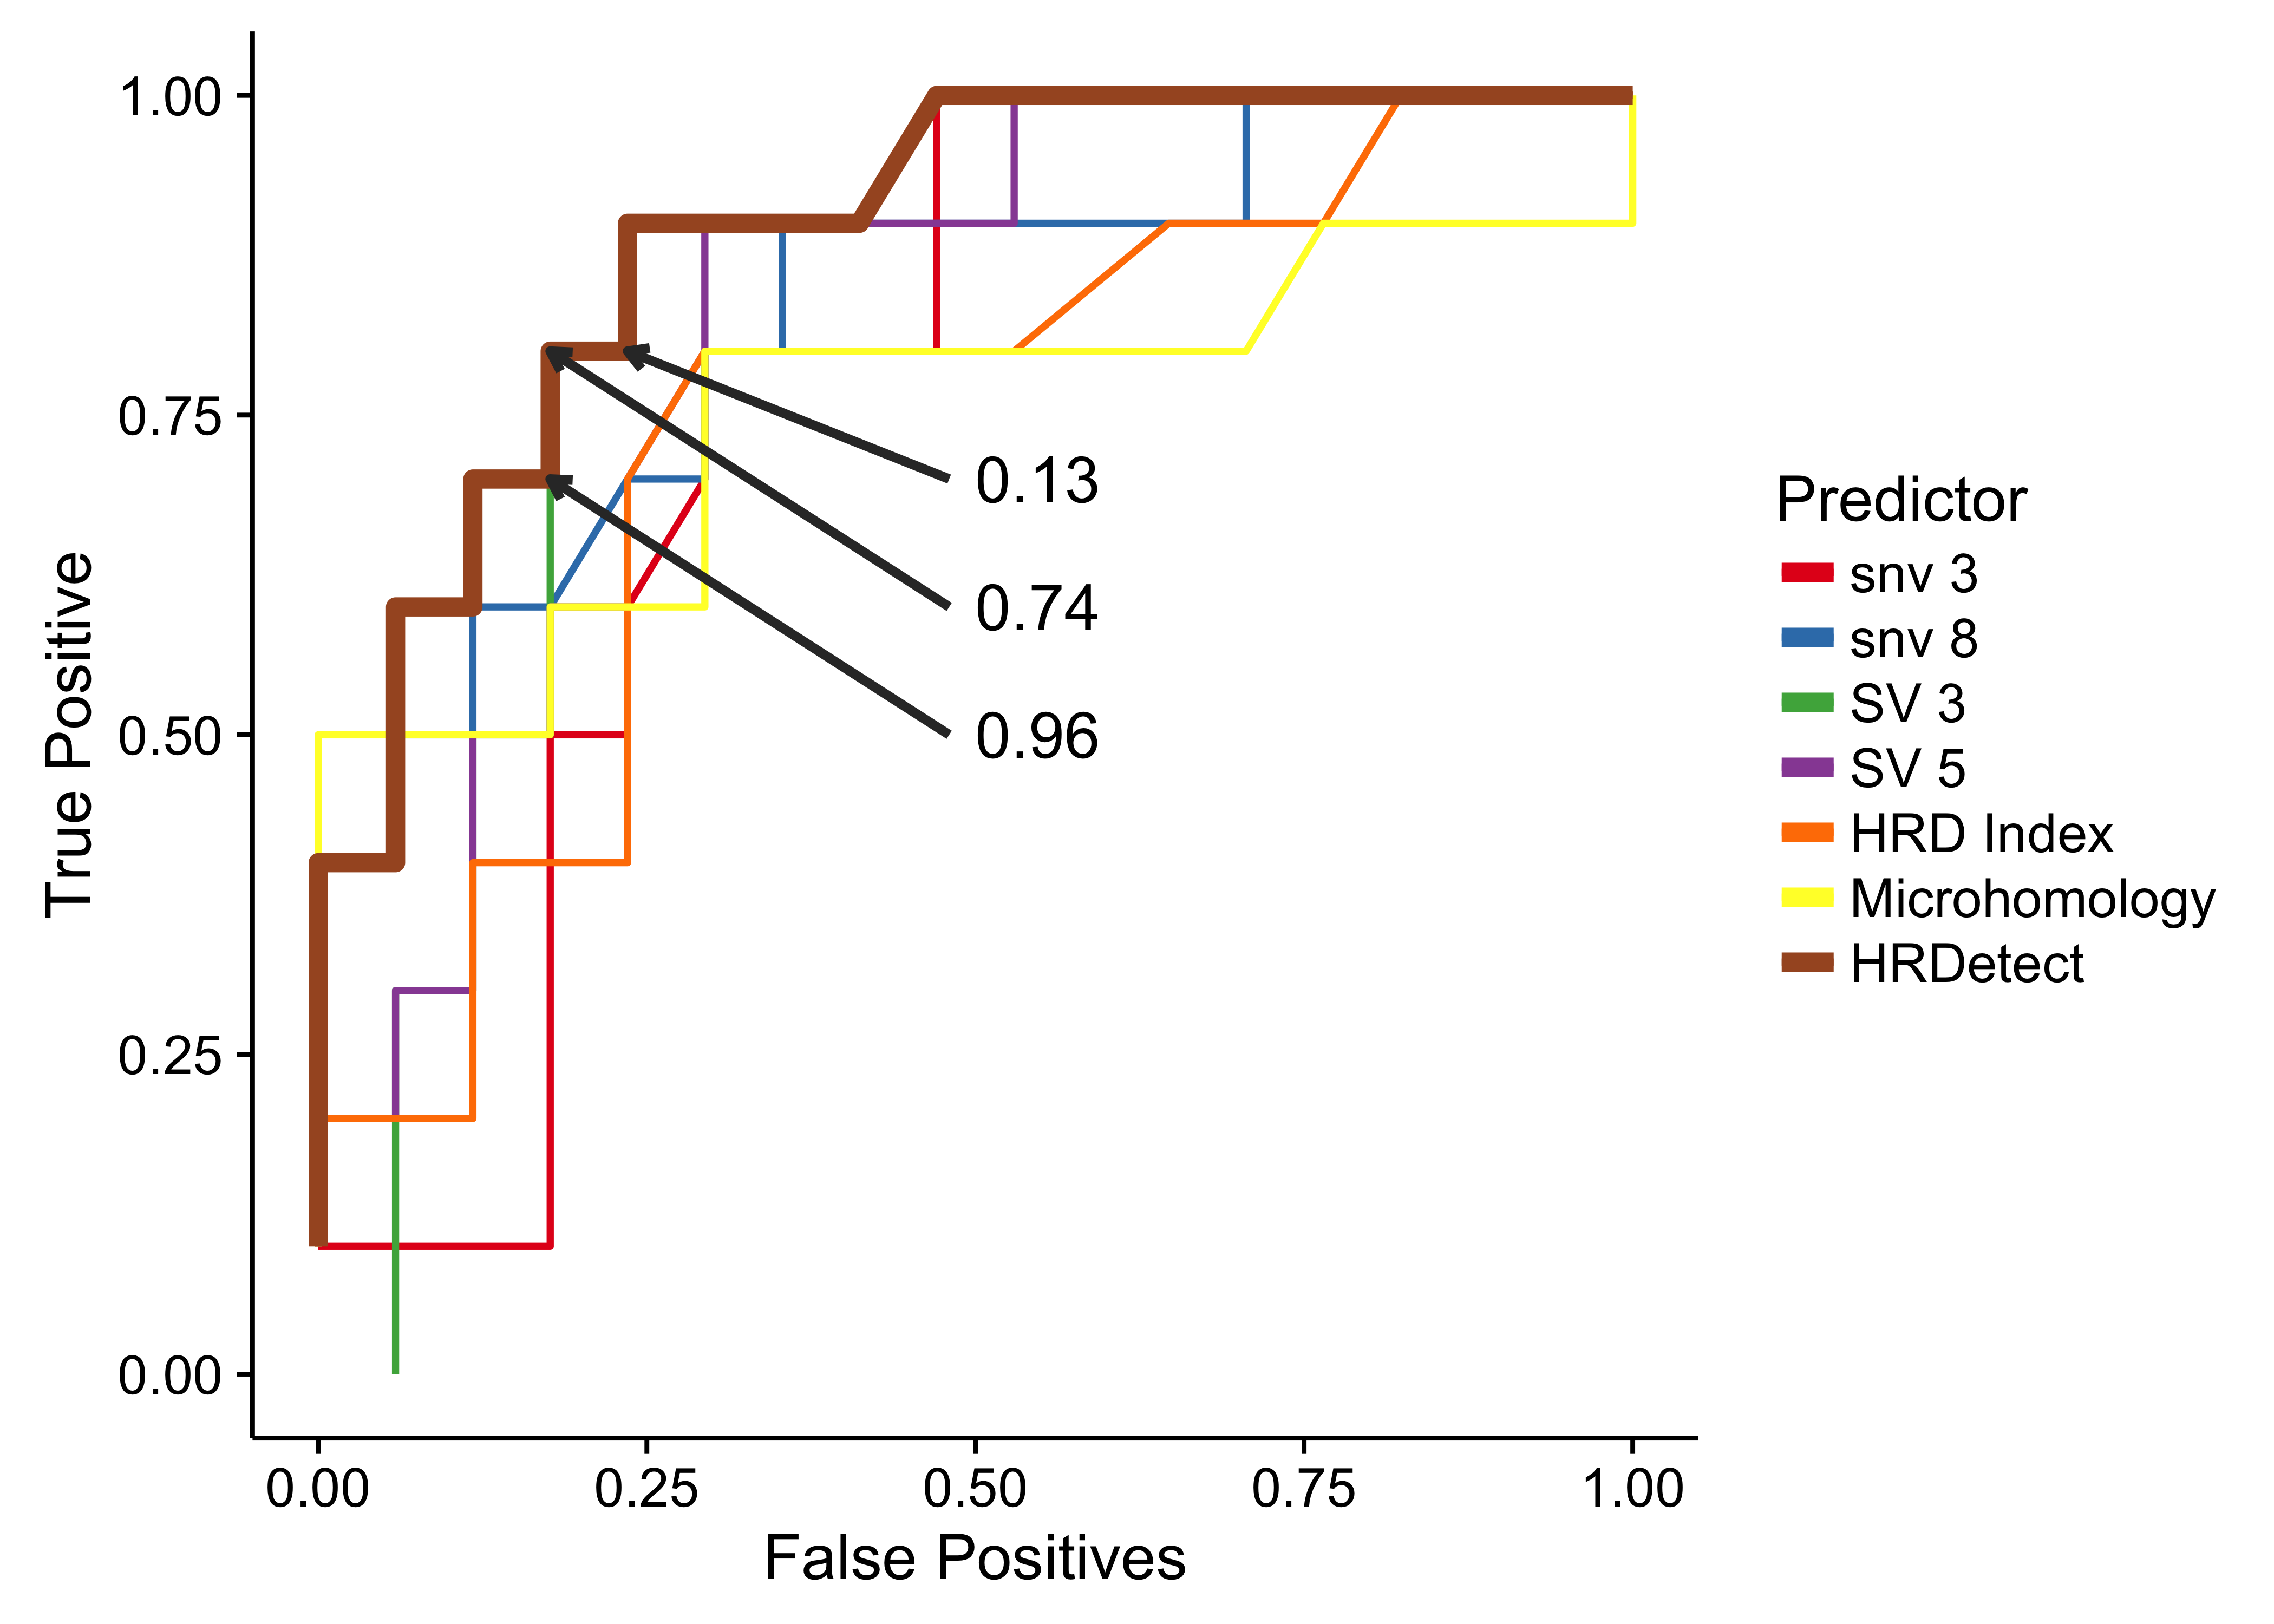 1.00
0.75
0.50
0.25
0.00
True Positive
0.13
0.74
0.96
0.00 0.25 0.50 0.75 1.00
False Positives
Predictor
snv 3
snv 8
SV 3
SV 5
HRD Index
Microhomology
HRDetect